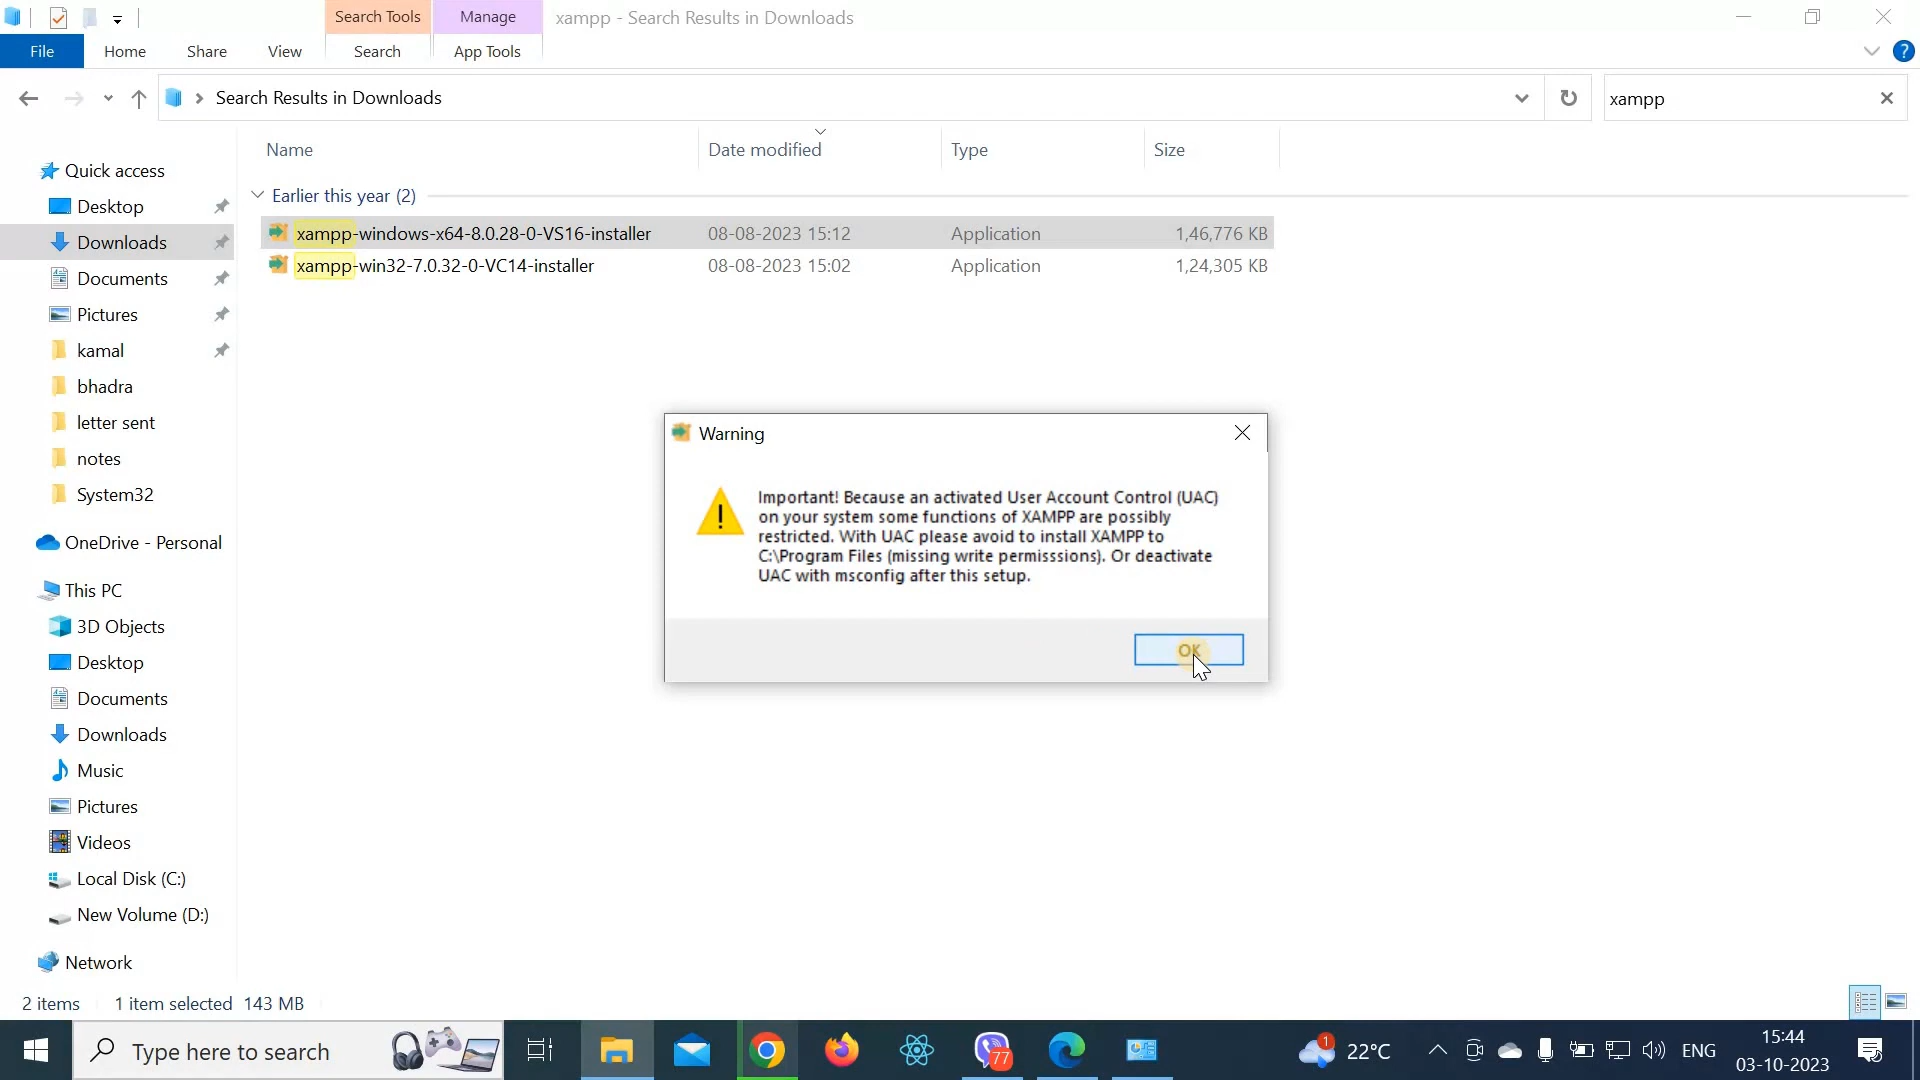 Search Tools
Manage
xampp - Search Results in Downloads
File
Home
Share
View
Search
App Tools
?
Search Results in Downloads
xampp
Name
Date modified
Type
Size
Quick access
Desktop
Downloads
Documents
Pictures
kamal
bhadra
letter sent
notes
System32
OneDrive - Personal
This PC
3D Objects
Desktop
Documents
Downloads
Music
Pictures
Videos
Local Disk (C:)
New Volume (D:)
Network
Earlier this year (2)
xampp-windows-x64-8.0.28-0-VS16-installer 08-08-2023 15:12 Application 1,46,776 KB
xampp-win32-7.0.32-0-VC14-installer 08-08-2023 15:02 Application 1,24,305 KB
Warning
Important! Because an activated User Account Control (UAC)
on your system some functions of XAMPP are possibly
restricted. With UAC please avoid to install XAMPP to
C:\Program Files (missing write permisssions). Or deactivate
UAC with msconfig after this setup.
OK
2 items 1 item selected 143 MB
Type here to search
77
1
22°C
ENG
15:44
03-10-2023